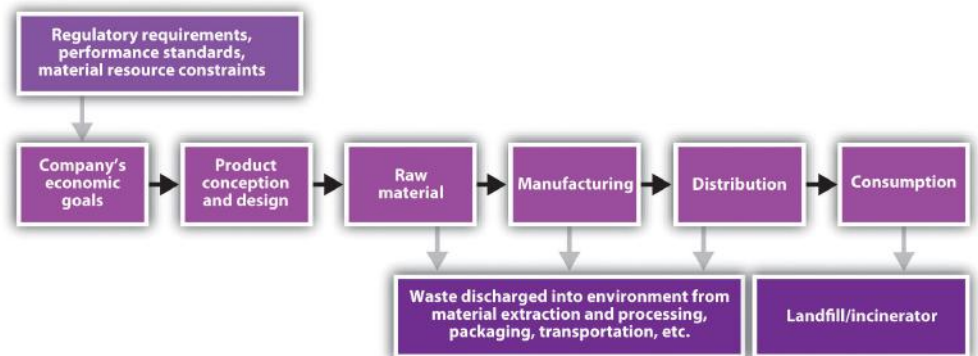 Regulatory requirements,
performance standards,
material resource constraints
Company's
economic
goals
Product
conception
and design
Raw
material
Manufacturing
Distribution
Consumption
Waste discharged into environment from
material extraction and processing,
packaging, transportation, etc.
Landfill/incinerator